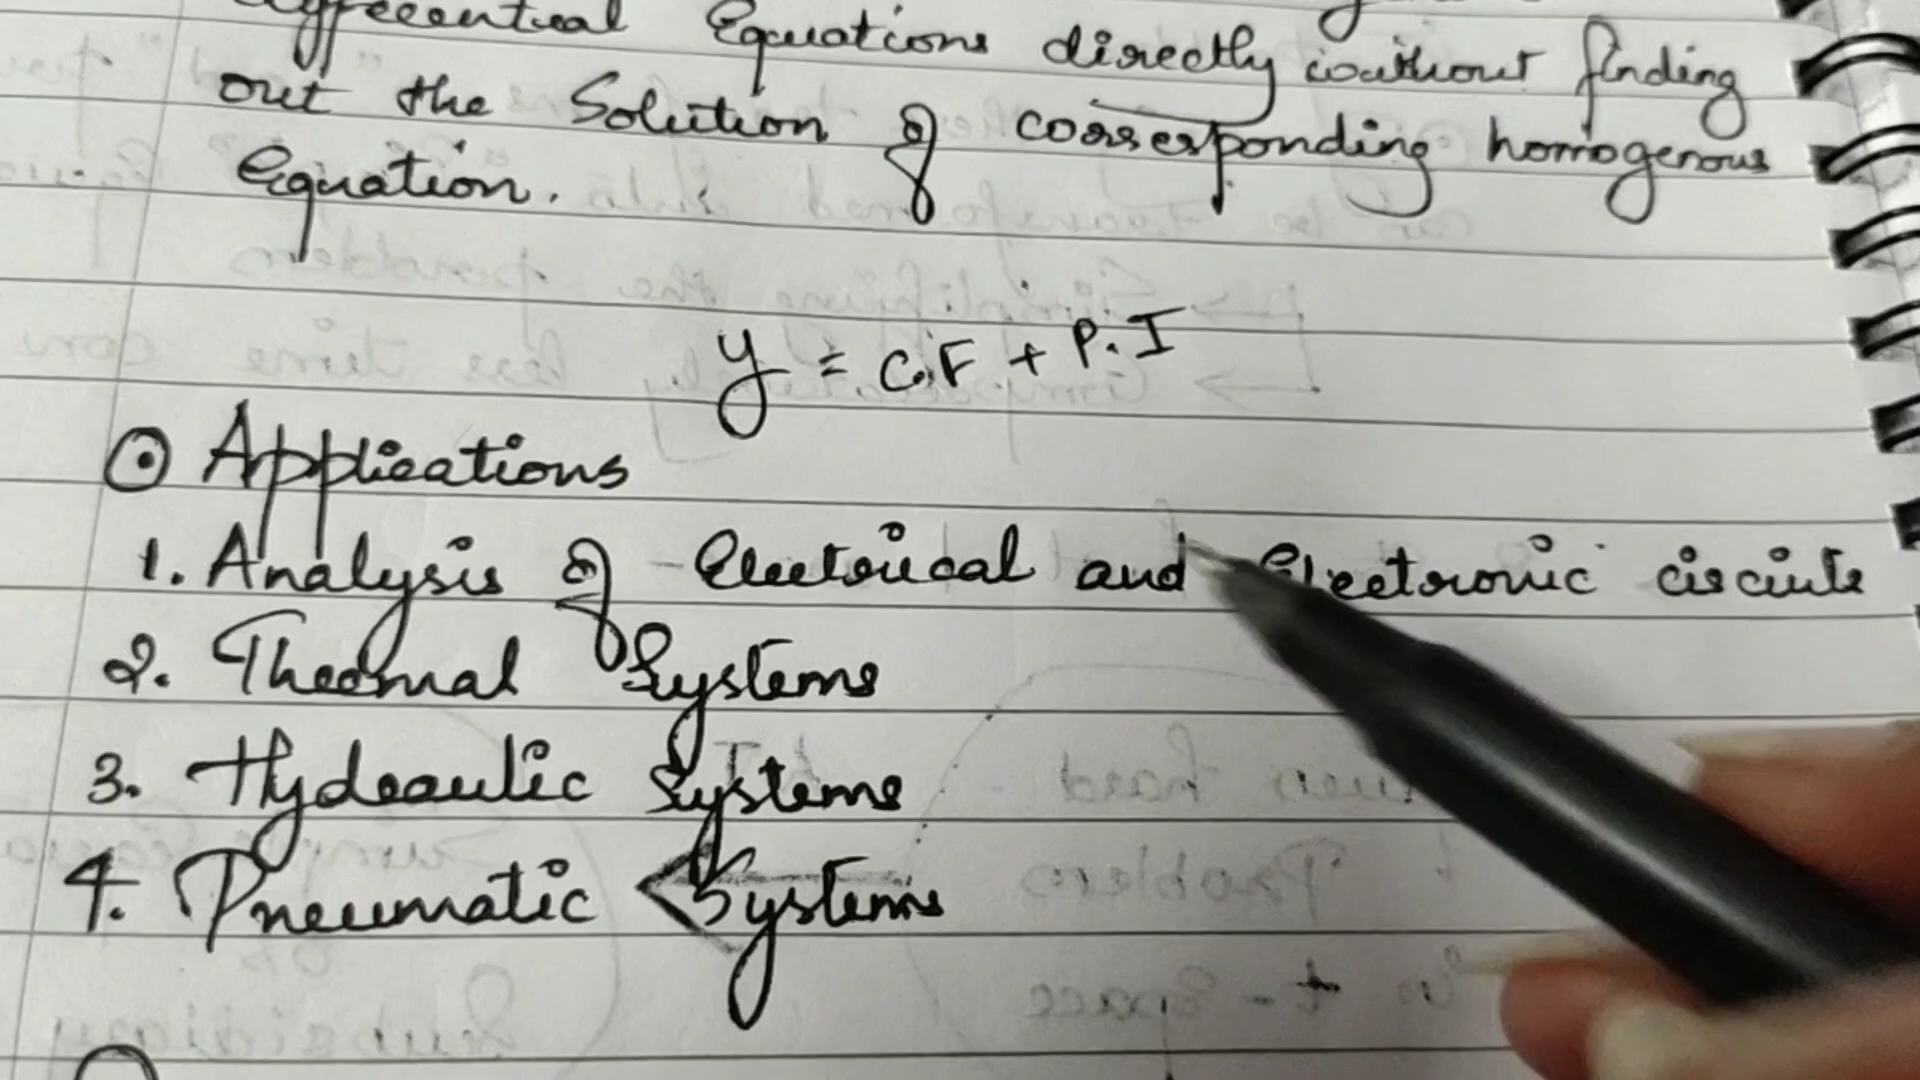 Differential Equations directly without finding
out the Solution of corresponding homogenous
Equation.
y = C.F + P.I
Applications
1. Analysis of Electrical and Electronic circuits
2. Thermal Systems
3. Hydraulic Systems
4. Pneumatic Systems